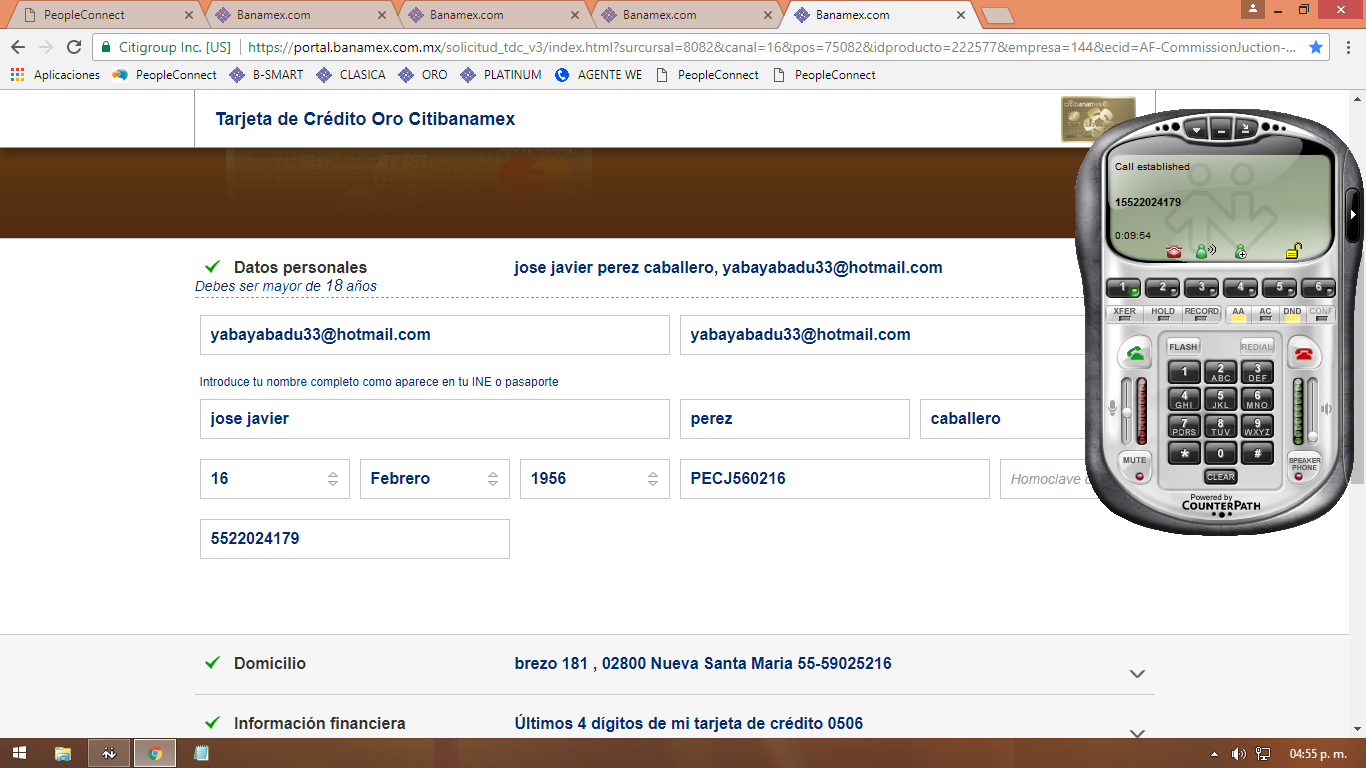 PeopleConnect
Banamex.com
Banamex.com
Banamex.com
Banamex.com
Citigroup Inc. [US] https://portal.banamex.com.mx/solicitud_tdc_v3/index.html?surcursal=8082&canal=16&pos=75082&idproducto=222577&empresa=144&ecid=AF-CommissionJuction-...
Aplicaciones PeopleConnect B-SMART CLASICA ORO PLATINUM AGENTE WE PeopleConnect PeopleConnect
Tarjeta de Crédito Oro Citibanamex
Datos personales jose javier perez caballero, yabayabadu33@hotmail.com
Debes ser mayor de 18 años
yabayabadu33@hotmail.com yabayabadu33@hotmail.com
Introduce tu nombre completo como aparece en tu INE o pasaporte
jose javier perez caballero
16 Febrero 1956 PECJ560216 Homoclave
5522024179
Domicilio brezo 181 , 02800 Nueva Santa Maria 55-59025216
Información financiera Últimos 4 dígitos de mi tarjeta de crédito 0506
Call established
15522024179
0:09:54
1 2 3 4 5 6
XFER HOLD RECORD AA AC DND CONF
FLASH REDIAL
1 2 ABC 3 DEF
4 GHI 5 JKL 6 MNO
7 PQRS 8 TUV 9 WXYZ
* 0 #
MUTE CLEAR SPEAKER PHONE
Powered by
COUNTERPATH
04:55 p. m.